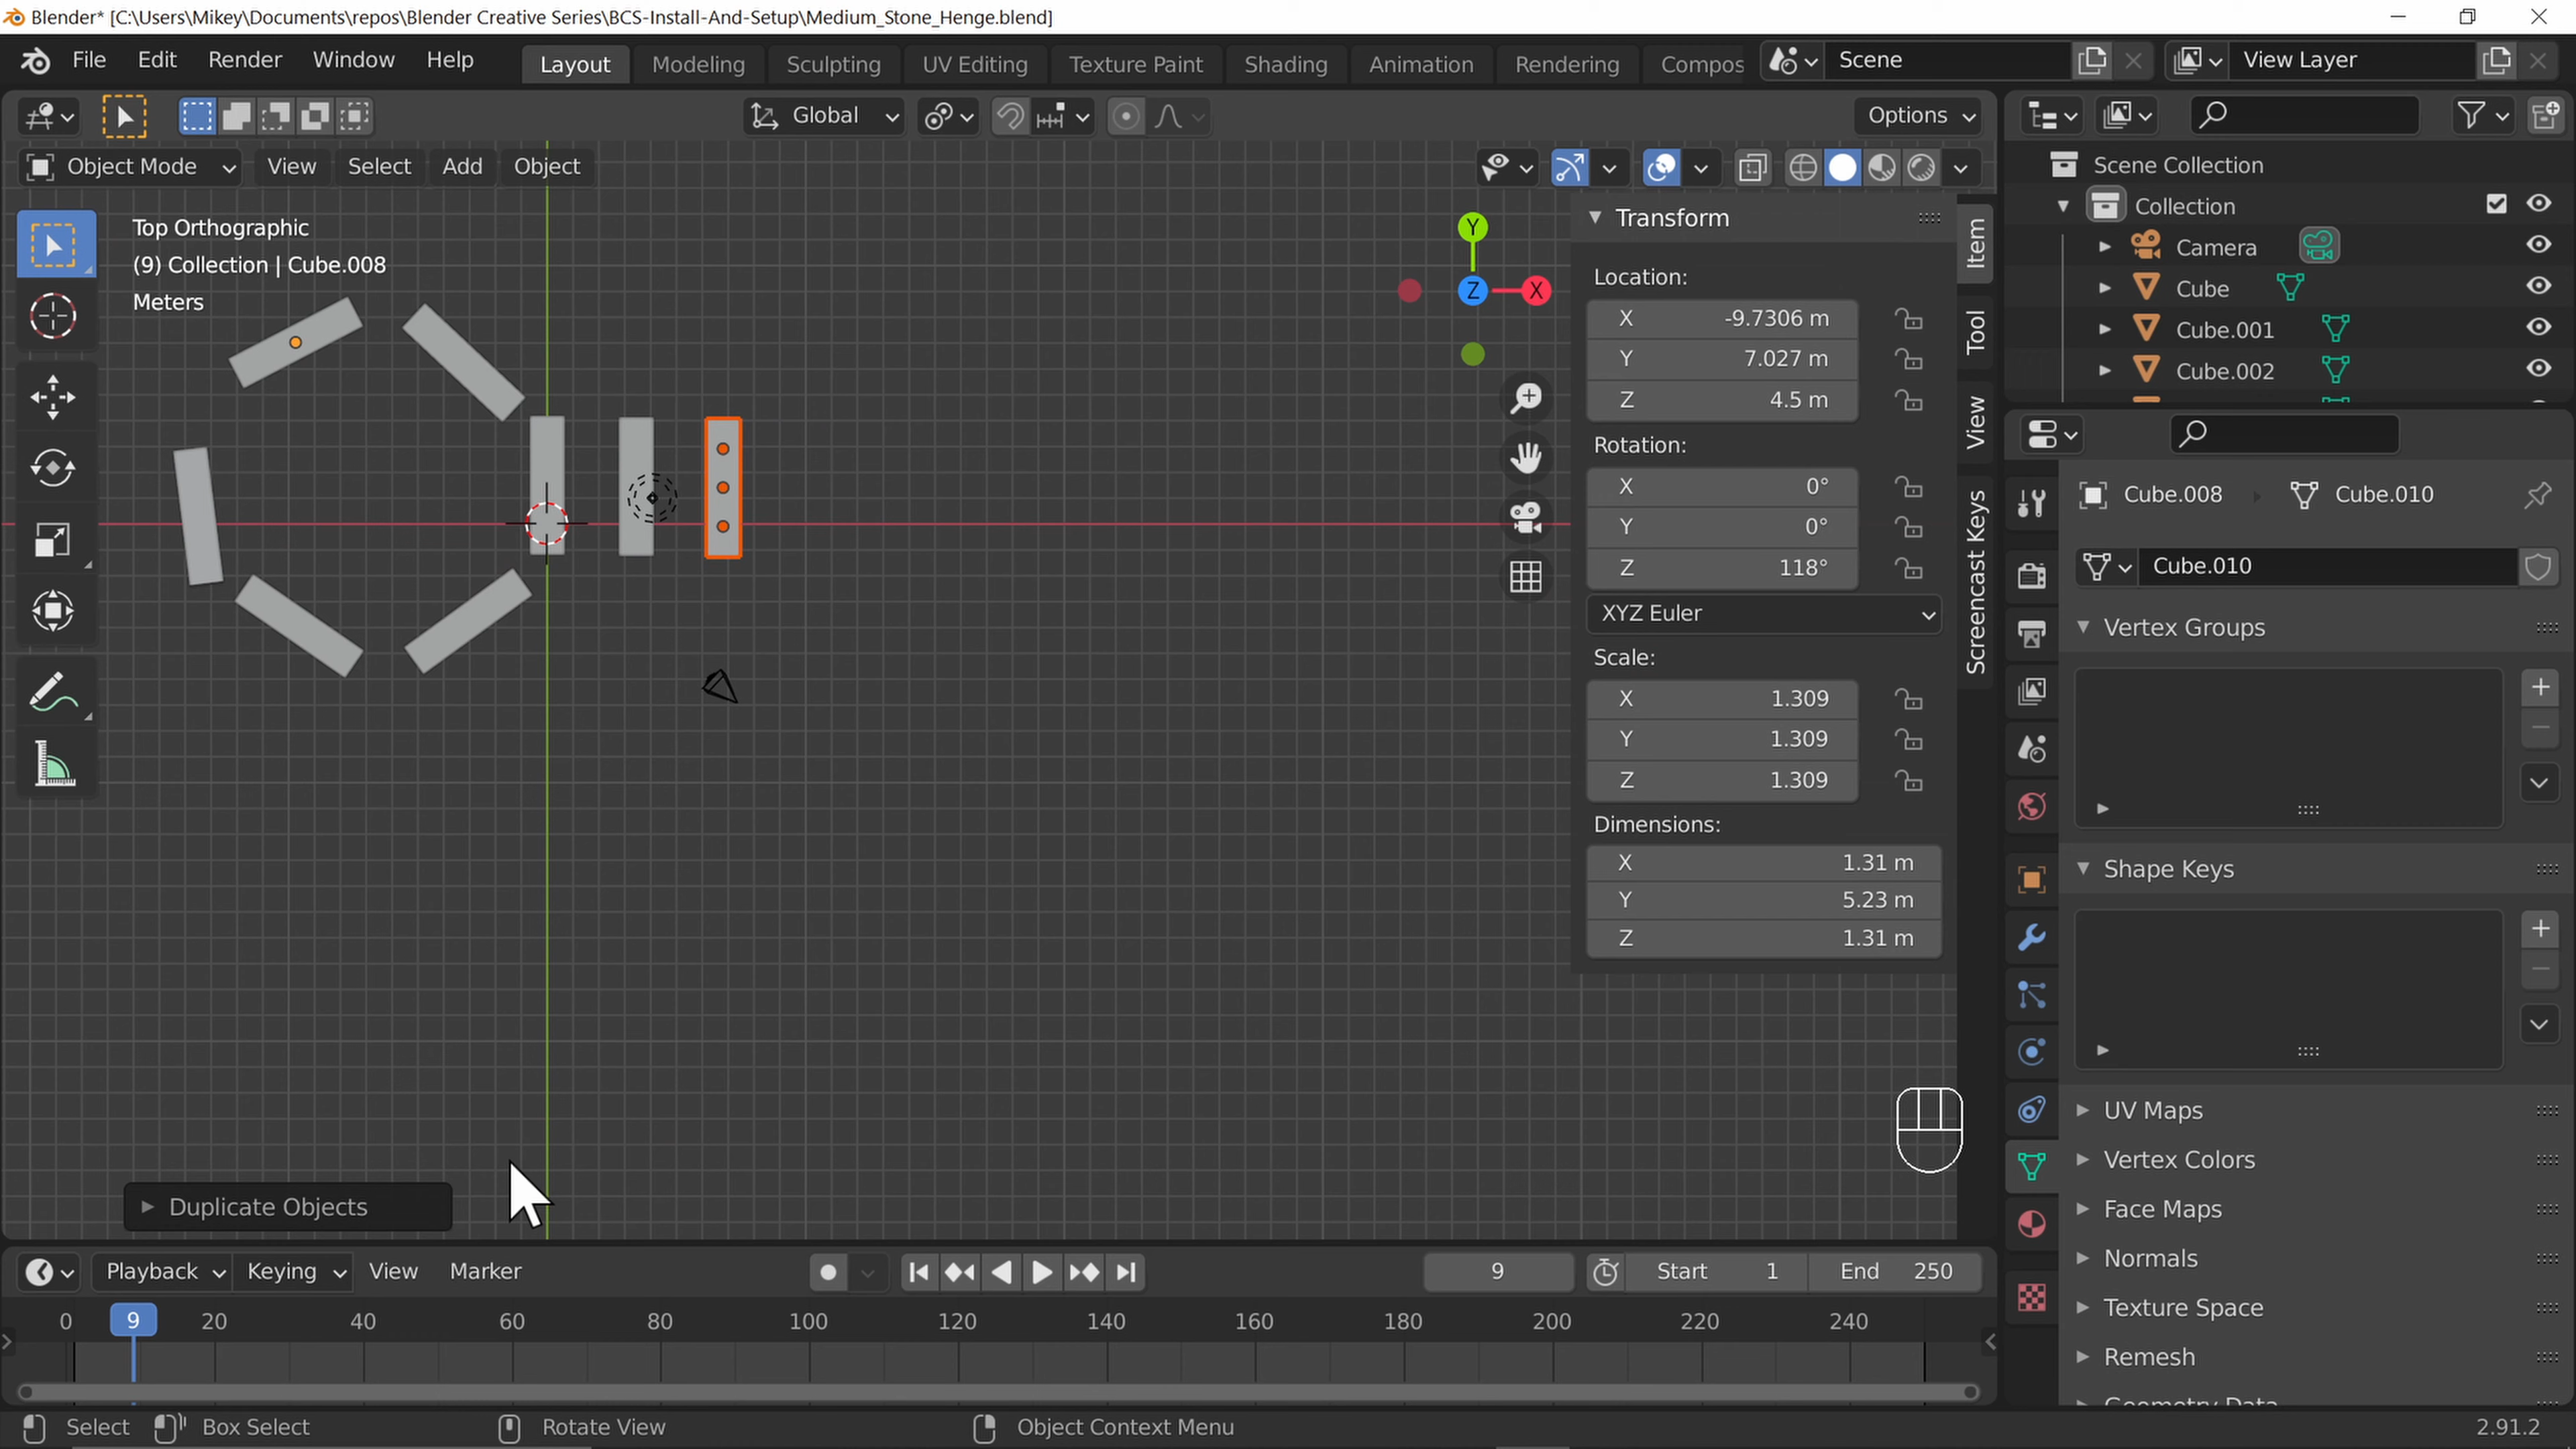 Blender* [C:\Users\Mikey\Documents\repos\Blender Creative Series\BCS-Install-And-Setup\Medium_Stone_Henge.blend]
File Edit Render Window Help Layout Modeling Sculpting UV Editing Texture Paint Shading Animation Rendering Compos Scene View Layer
Global Options
Object Mode View Select Add Object
Top Orthographic
(9) Collection | Cube.008
Meters
Y
Z
X
Transform
Location:
X -9.7306 m
Y 7.027 m
Z 4.5 m
Rotation:
X 0°
Y 0°
Z 118°
XYZ Euler
Scale:
X 1.309
Y 1.309
Z 1.309
Dimensions:
X 1.31 m
Y 5.23 m
Z 1.31 m
Item
Tool
View
Screencast Keys
Scene Collection
Collection
Camera
Cube
Cube.001
Cube.002
Cube.008 Cube.010
Cube.010
Vertex Groups
Shape Keys
UV Maps
Vertex Colors
Face Maps
Normals
Texture Space
Remesh
Duplicate Objects
Playback Keying View Marker 9 Start 1 End 250
0 9 20 40 60 80 100 120 140 160 180 200 220 240
Select Box Select Rotate View Object Context Menu 2.91.2